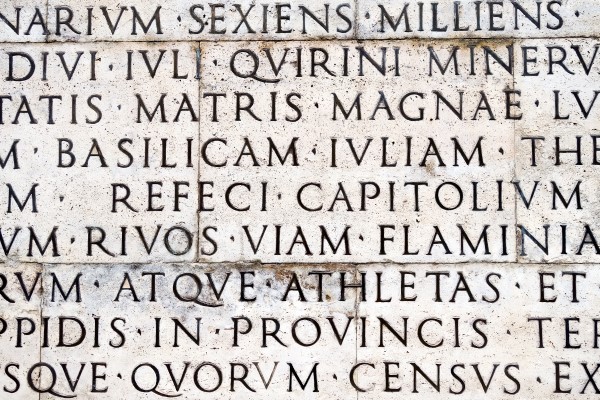 NARIVM SEXIENS · MILLIENS ·
DIVI · IVLI · QVIRINI MINERV
TATIS · MATRIS · MAGNAE · LV
M · BASILICAM · IVLIAM · THE
M · REFECI · CAPITOLIVM
VM · RIVOS · VIAM · FLAMINIA
RVM · ATQVE · ATHLETAS · ET
PPIDIS · IN · PROVINCIS · TER
SQVE · QVORVM · CENSVS · EX